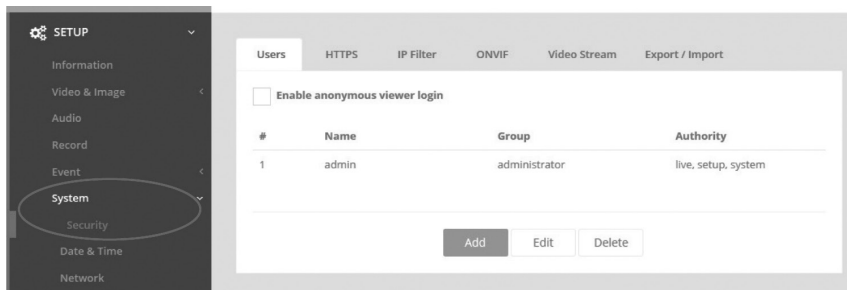 SETUP
Information
Video & Image
Audio
Record
Event
System
Security
Date & Time
Network
Users HTTPS IP Filter ONVIF Video Stream Export / Import
Enable anonymous viewer login
# Name Group Authority
1 admin administrator live, setup, system
Add Edit Delete